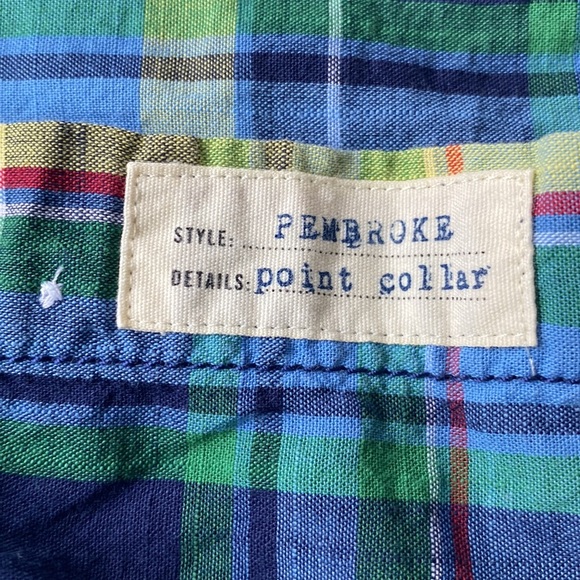 STYLE: PEMBROKE
DETAILS: point collar